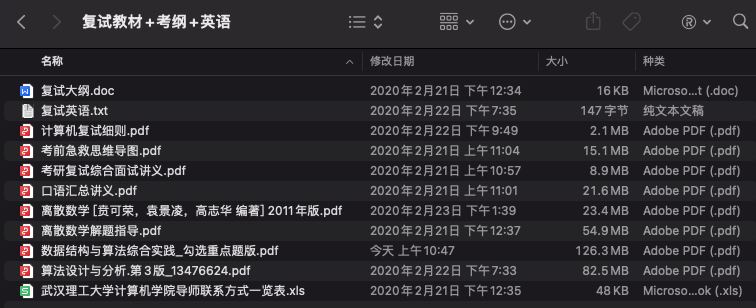 复试教材+考纲+英语
名称 修改日期 大小 种类
复试大纲.doc 2020年2月21日 下午12:34 16 KB Microso...t (.doc)
复试英语.txt 2020年2月22日 下午7:35 147 字节 纯文本文稿
计算机复试细则.pdf 2020年2月22日 下午9:49 2.1 MB Adobe PDF (.pdf)
考前急救思维导图.pdf 2020年2月21日 上午11:04 15.1 MB Adobe PDF (.pdf)
考研复试综合面试讲义.pdf 2020年2月21日 上午10:57 8.9 MB Adobe PDF (.pdf)
口语汇总讲义.pdf 2020年2月21日 上午11:01 21.6 MB Adobe PDF (.pdf)
离散数学 [贲可荣，袁景凌，高志华 编著] 2011年版.pdf 2020年2月23日 下午1:39 23.4 MB Adobe PDF (.pdf)
离散数学解题指导.pdf 2020年2月21日 下午12:37 54.9 MB Adobe PDF (.pdf)
数据结构与算法综合实践_勾选重点题版.pdf 今天 上午10:47 126.3 MB Adobe PDF (.pdf)
算法设计与分析.第3版_13476624.pdf 2020年2月22日 下午7:33 82.5 MB Adobe PDF (.pdf)
武汉理工大学计算机学院导师联系方式一览表.xls 2020年2月21日 下午12:35 48 KB Microso...ok (.xls)